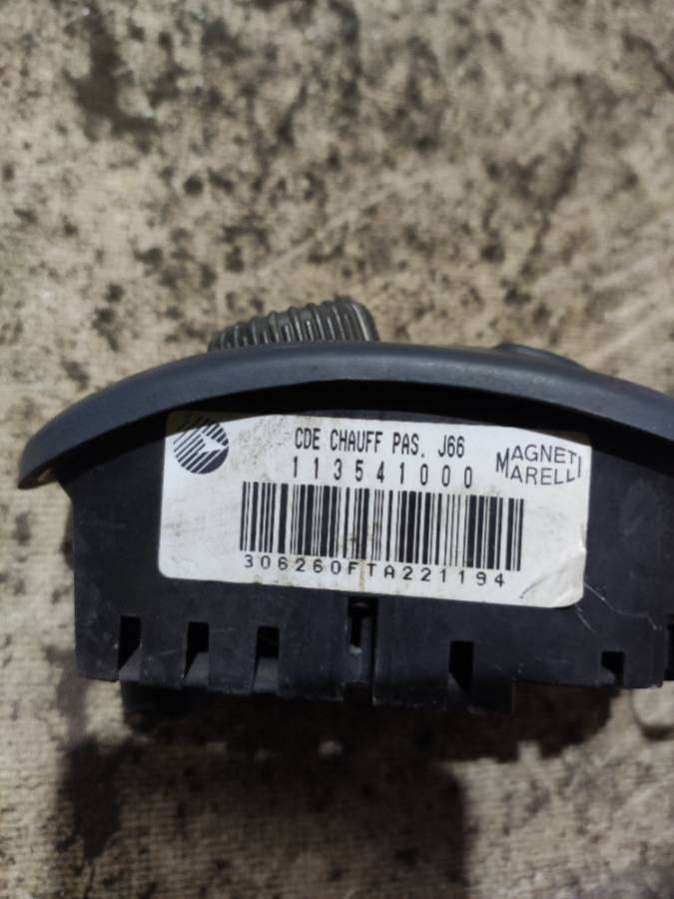 CDE CHAUFF PAS. J66
113541000
MAGNETI
MARELLI
306260FTA221194